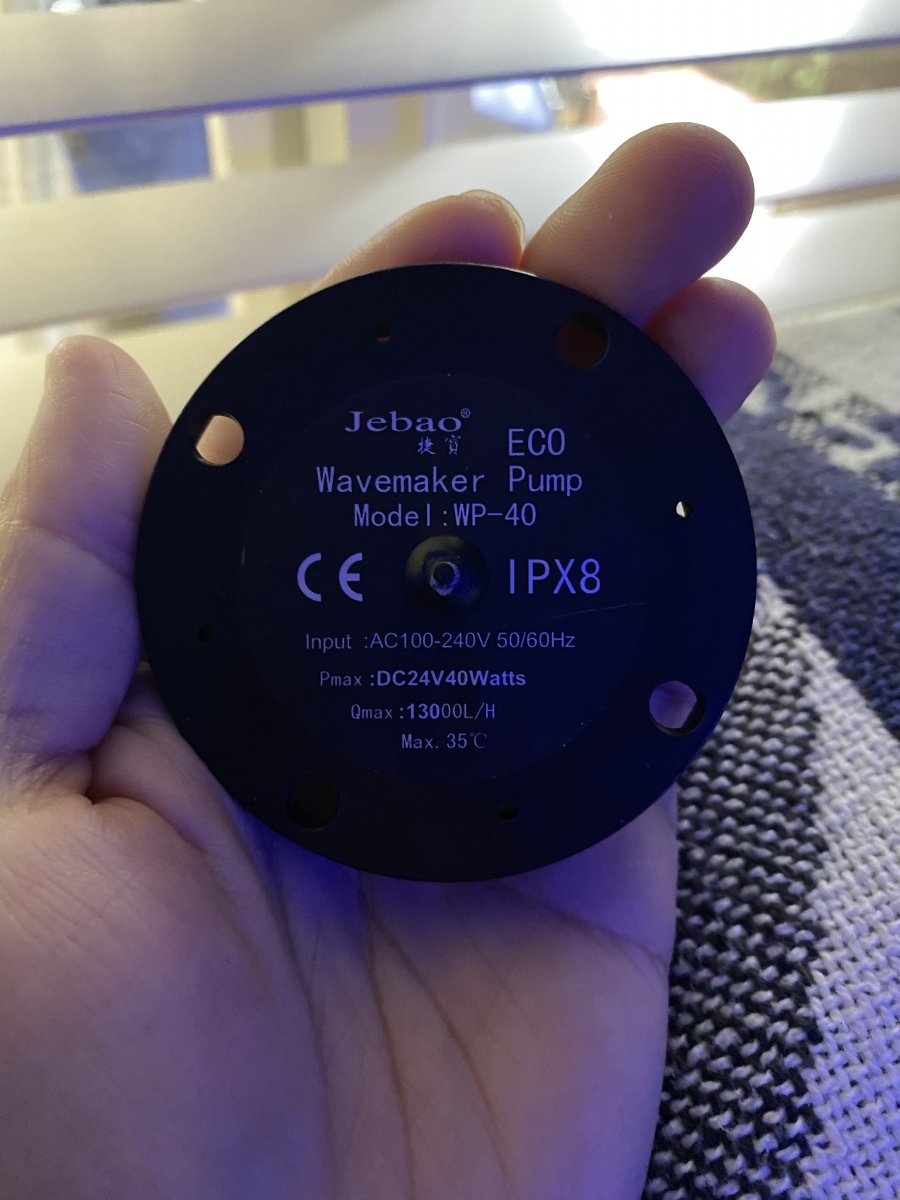 Jebao®
捷寶 ECO
Wavemaker Pump
Model:WP-40
CE IPX8
Input :AC100-240V 50/60Hz
Pmax :DC24V40Watts
Qmax :13000L/H
Max. 35℃